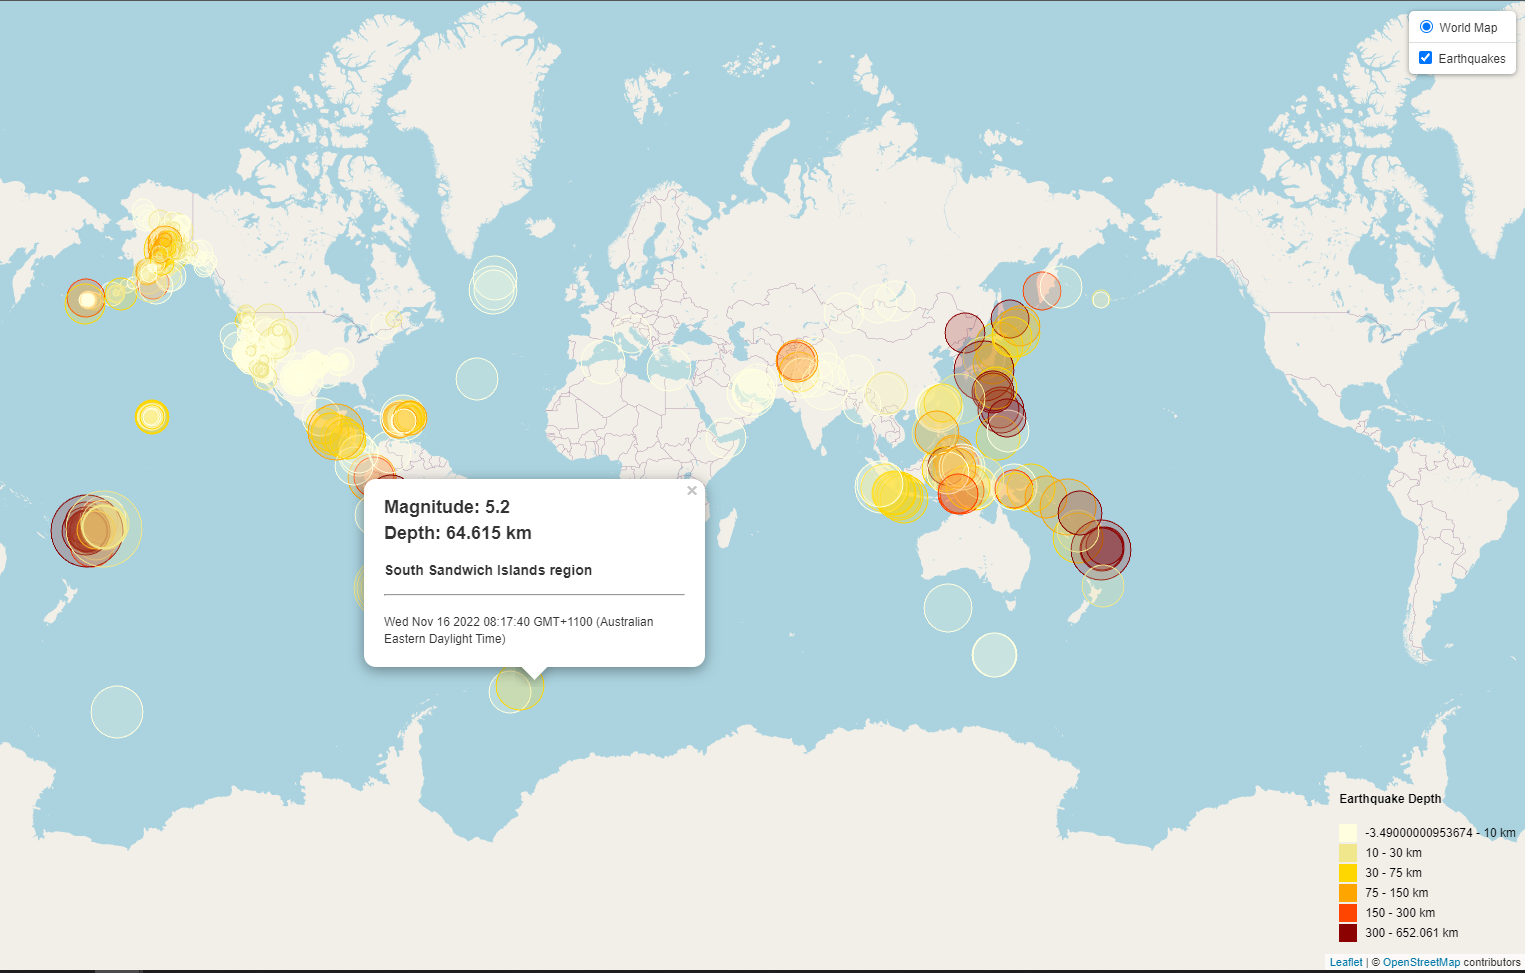 World Map
Earthquakes
×
Magnitude: 5.2
Depth: 64.615 km
South Sandwich Islands region
Wed Nov 16 2022 08:17:40 GMT+1100 (Australian
Eastern Daylight Time)
Earthquake Depth
-3.49000000953674 - 10 km
10 - 30 km
30 - 75 km
75 - 150 km
150 - 300 km
300 - 652.061 km
Leaflet | © OpenStreetMap contributors